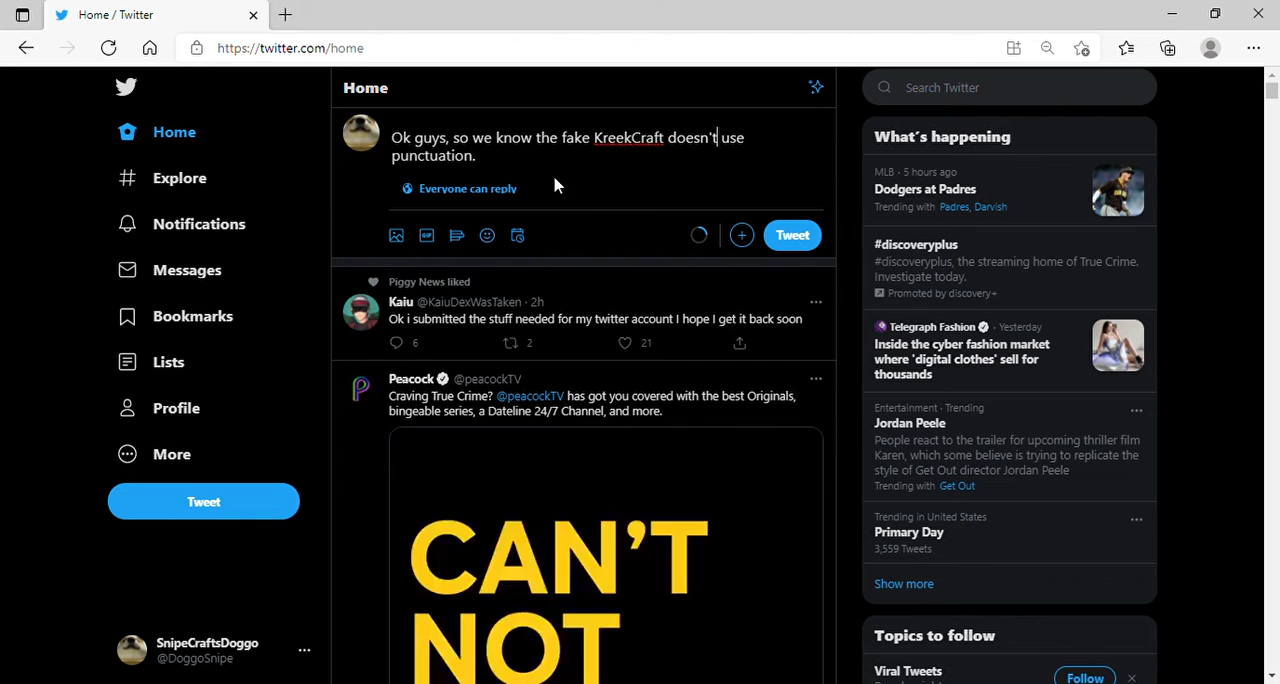 Home / Twitter
https://twitter.com/home
Home
Explore
Notifications
Messages
Bookmarks
Lists
Profile
More
Tweet
SnipeCraftsDoggo
@DoggoSnipe
Home
Ok guys, so we know the fake KreekCraft doesn't use
punctuation.
Everyone can reply
GIF
Tweet
Piggy News liked
Kaiu @KaiuDexWasTaken · 2h
Ok i submitted the stuff needed for my twitter account I hope I get it back soon
6
2
21
Peacock @peacockTV
Craving True Crime? @peacockTV has got you covered with the best Originals,
bingeable series, a Dateline 24/7 Channel, and more.
CAN'T
NOT
Search Twitter
What's happening
MLB · 5 hours ago
Dodgers at Padres
Trending with Padres, Darvish
#discoveryplus
#discoveryplus, the streaming home of True Crime.
Investigate today.
Promoted by discovery+
Telegraph Fashion · Yesterday
Inside the cyber fashion market
where 'digital clothes' sell for
thousands
Entertainment · Trending
Jordan Peele
People react to the trailer for upcoming thriller film
Karen, which some believe is trying to replicate the
style of Get Out director Jordan Peele
Trending with Get Out
Trending in United States
Primary Day
3,559 Tweets
Show more
Topics to follow
Viral Tweets
Follow